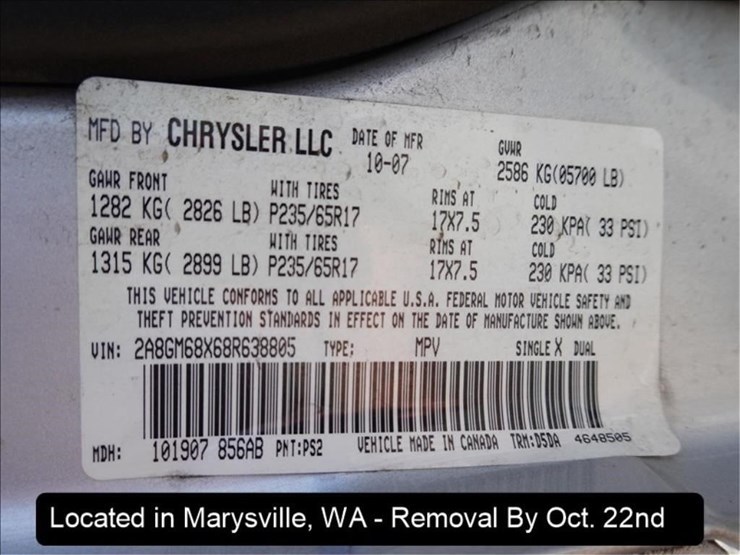 MFD BY CHRYSLER LLC DATE OF MFR GVWR
10-07 2586 KG(05700 LB)
GAWR FRONT WITH TIRES RIMS AT COLD
1282 KG( 2826 LB) P235/65R17 17X7.5 230 KPA( 33 PSI)
GAWR REAR WITH TIRES RIMS AT COLD
1315 KG( 2899 LB) P235/65R17 17X7.5 230 KPA( 33 PSI)
THIS VEHICLE CONFORMS TO ALL APPLICABLE U.S.A. FEDERAL MOTOR VEHICLE SAFETY AND
THEFT PREVENTION STANDARDS IN EFFECT ON THE DATE OF MANUFACTURE SHOWN ABOVE.
VIN: 2A8GM68X68R638805 TYPE: MPV SINGLE X DUAL
MDH: 101907 856AB PNT:PS2 VEHICLE MADE IN CANADA TRM:D5DA 4648505
Located in Marysville, WA - Removal By Oct. 22nd